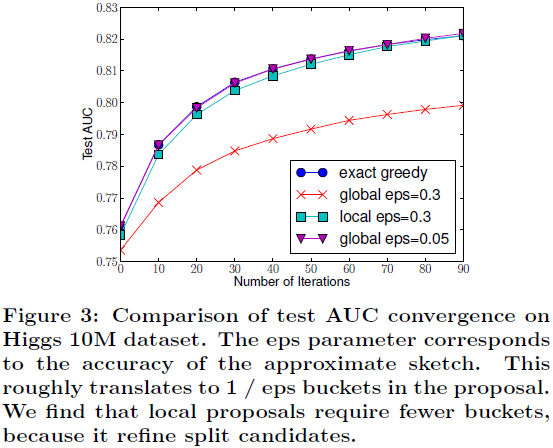 0.83
0.82
0.81
0.80
0.79
0.78
0.77
0.76
0.75
Test AUC
exact greedy
global eps=0.3
local eps=0.3
global eps=0.05
0 10 20 30 40 50 60 70 80 90
Number of Iterations
Figure 3: Comparison of test AUC convergence on
Higgs 10M dataset. The eps parameter corresponds
to the accuracy of the approximate sketch. This
roughly translates to 1 / eps buckets in the proposal.
We find that local proposals require fewer buckets,
because it refine split candidates.